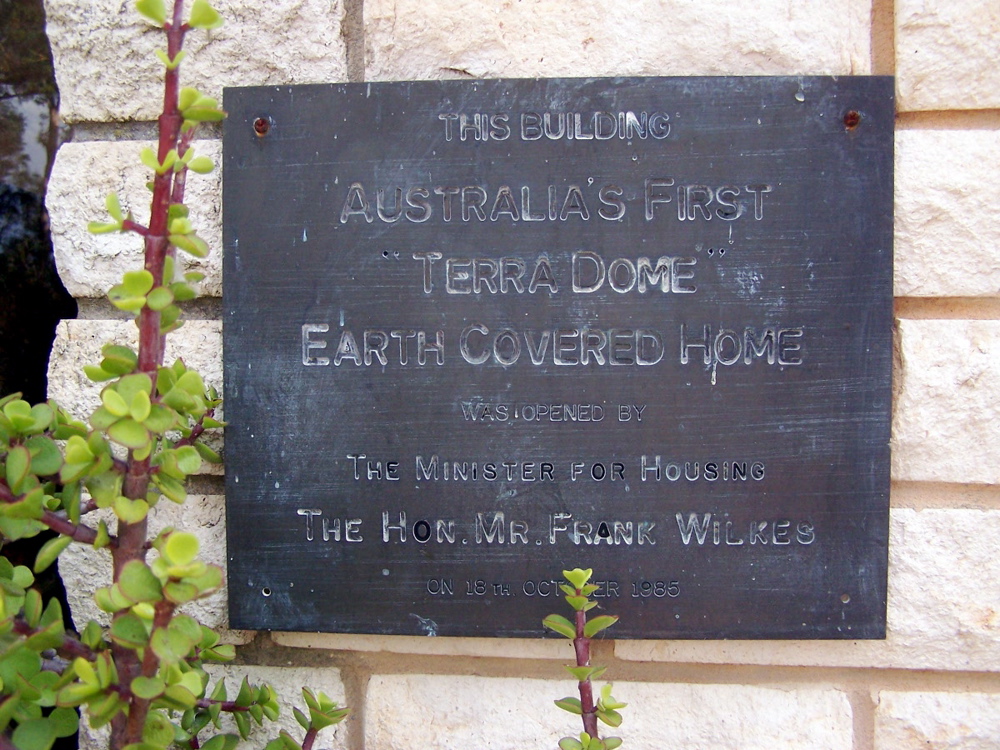 THIS BUILDING
AUSTRALIA'S FIRST
"TERRA DOME"
EARTH COVERED HOME
WAS OPENED BY
THE MINISTER FOR HOUSING
THE HON. MR. FRANK WILKES
ON 18TH. OCTOBER 1985